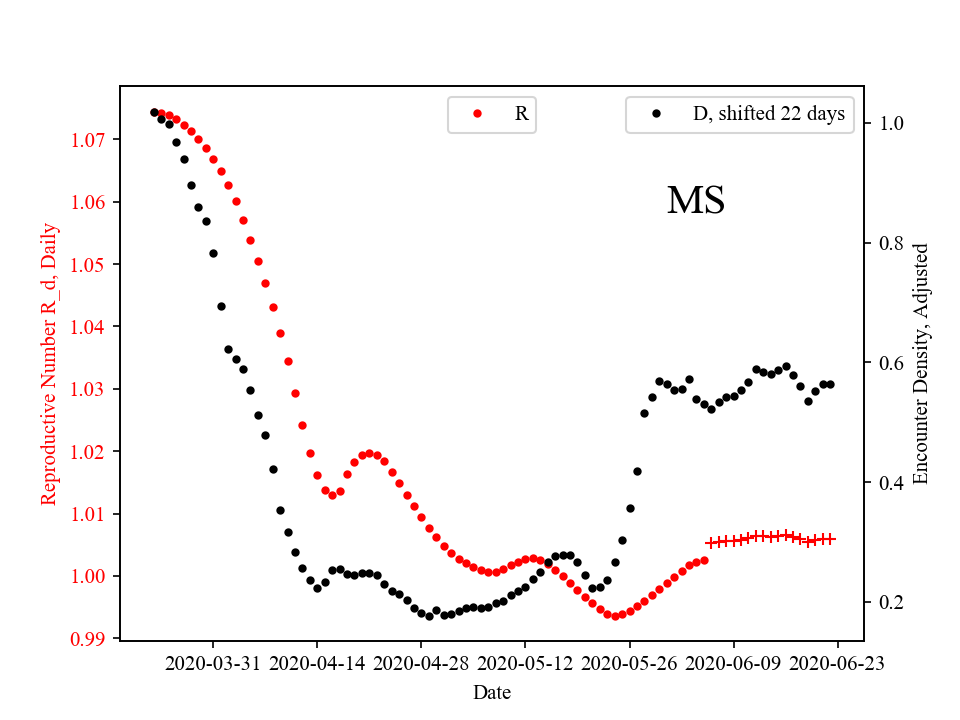 R
D, shifted 22 days
MS
1.07
1.06
1.05
1.04
1.03
1.02
1.01
1.00
0.99
Reproductive Number R_d, Daily
1.0
0.8
0.6
0.4
0.2
Encounter Density, Adjusted
2020-03-31 2020-04-14 2020-04-28 2020-05-12 2020-05-26 2020-06-09 2020-06-23
Date